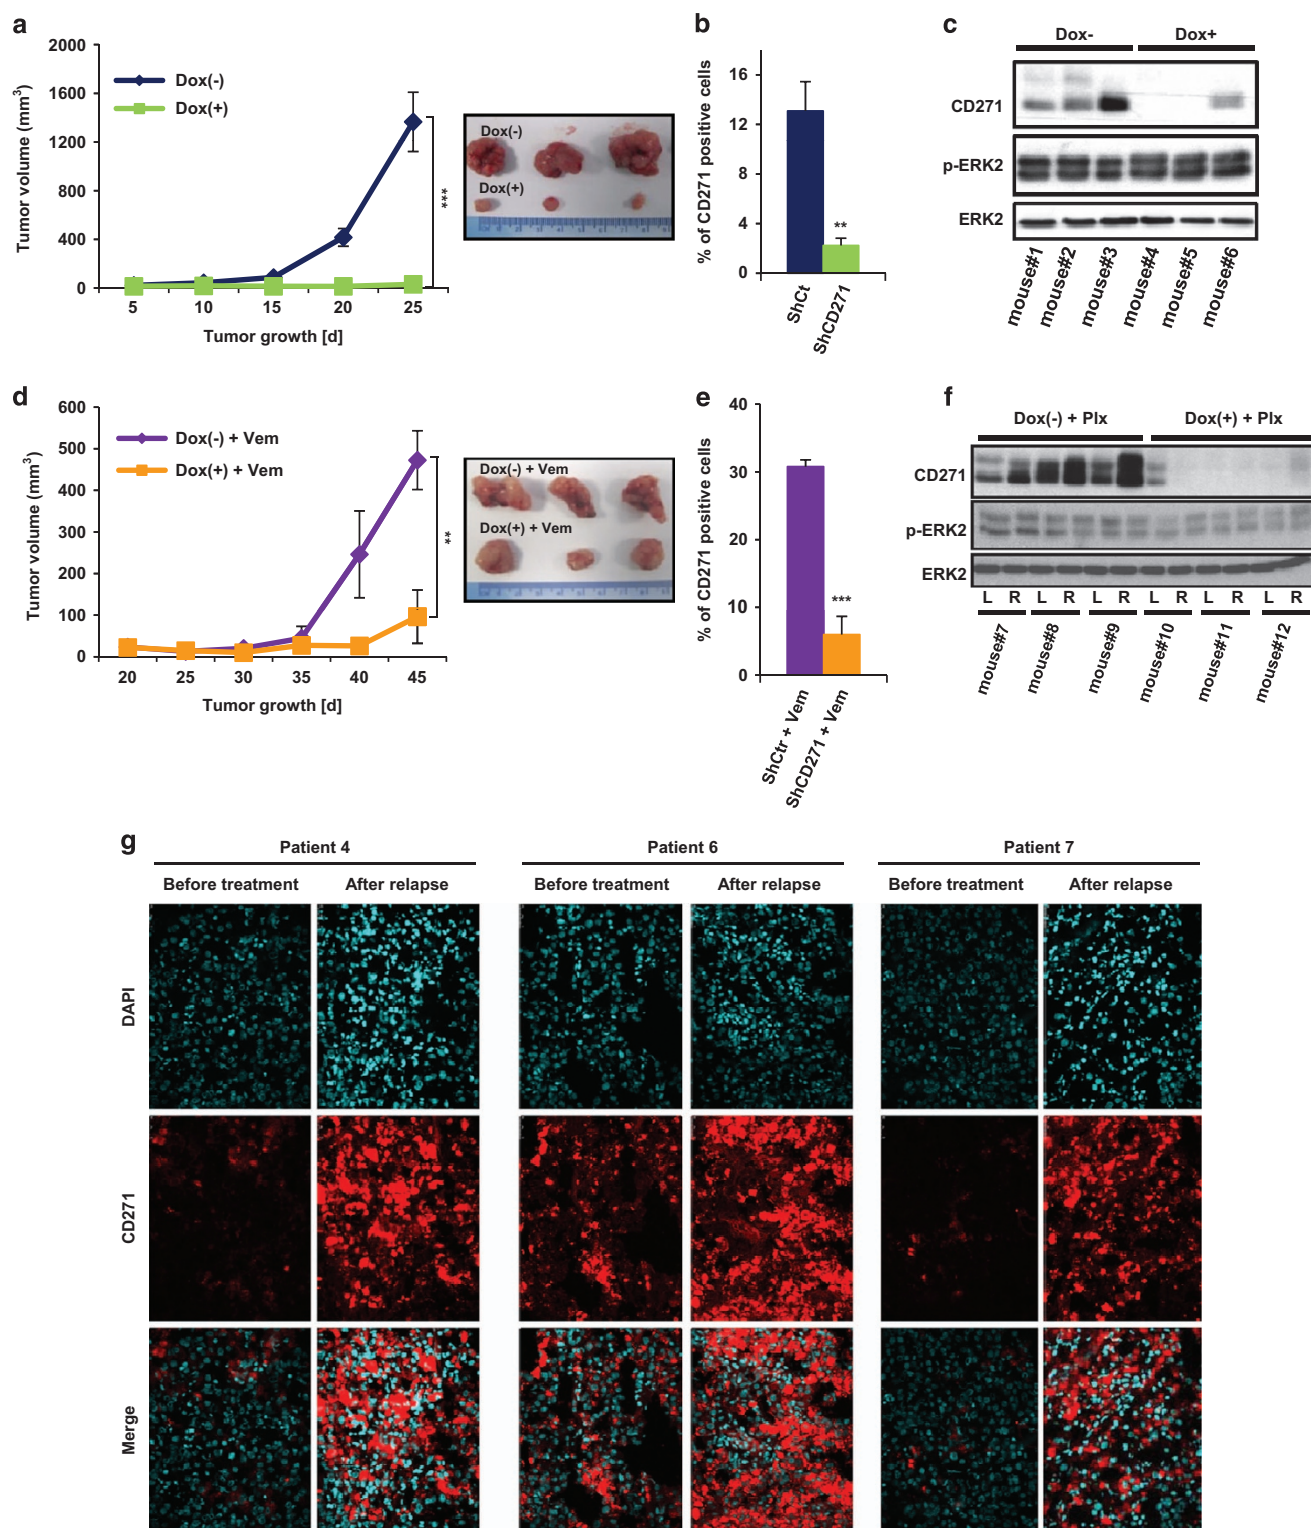 a
2000
1600
1200
800
400
0
Tumor volume (mm³)
Dox(-)
Dox(+)
***
5 10 15 20 25
Tumor growth [d]
Dox(-)
Dox(+)
b
16
12
8
4
0
% of CD271 positive cells
**
ShCt
ShCD271
c
Dox- Dox+
CD271
p-ERK2
ERK2
mouse#1
mouse#2
mouse#3
mouse#4
mouse#5
mouse#6
d
600
500
400
300
200
100
0
Tumor volume (mm³)
Dox(-) + Vem
Dox(+) + Vem
**
20 25 30 35 40 45
Tumor growth [d]
Dox(-) + Vem
Dox(+) + Vem
e
40
30
20
10
0
% of CD271 positive cells
***
ShCtr + Vem
ShCD271 + Vem
f
Dox(-) + Plx Dox(+) + Plx
CD271
p-ERK2
ERK2
L R L R L R L R L R L R
mouse#7
mouse#8
mouse#9
mouse#10
mouse#11
mouse#12
g
Patient 4 Patient 6 Patient 7
Before treatment After relapse Before treatment After relapse Before treatment After relapse
DAPI
CD271
Merge